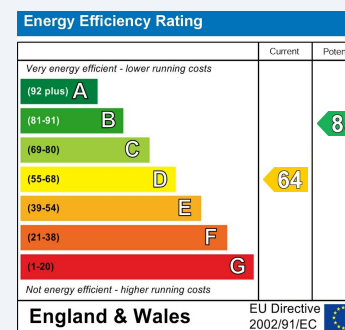 Energy Efficiency Rating
Current
Very energy efficient - lower running costs
(92 plus) A
(81-91) B
(69-80) C
(55-68) D 64
(39-54) E
(21-38) F
(1-20) G
Not energy efficient - higher running costs
England & Wales
EU Directive
2002/91/EC